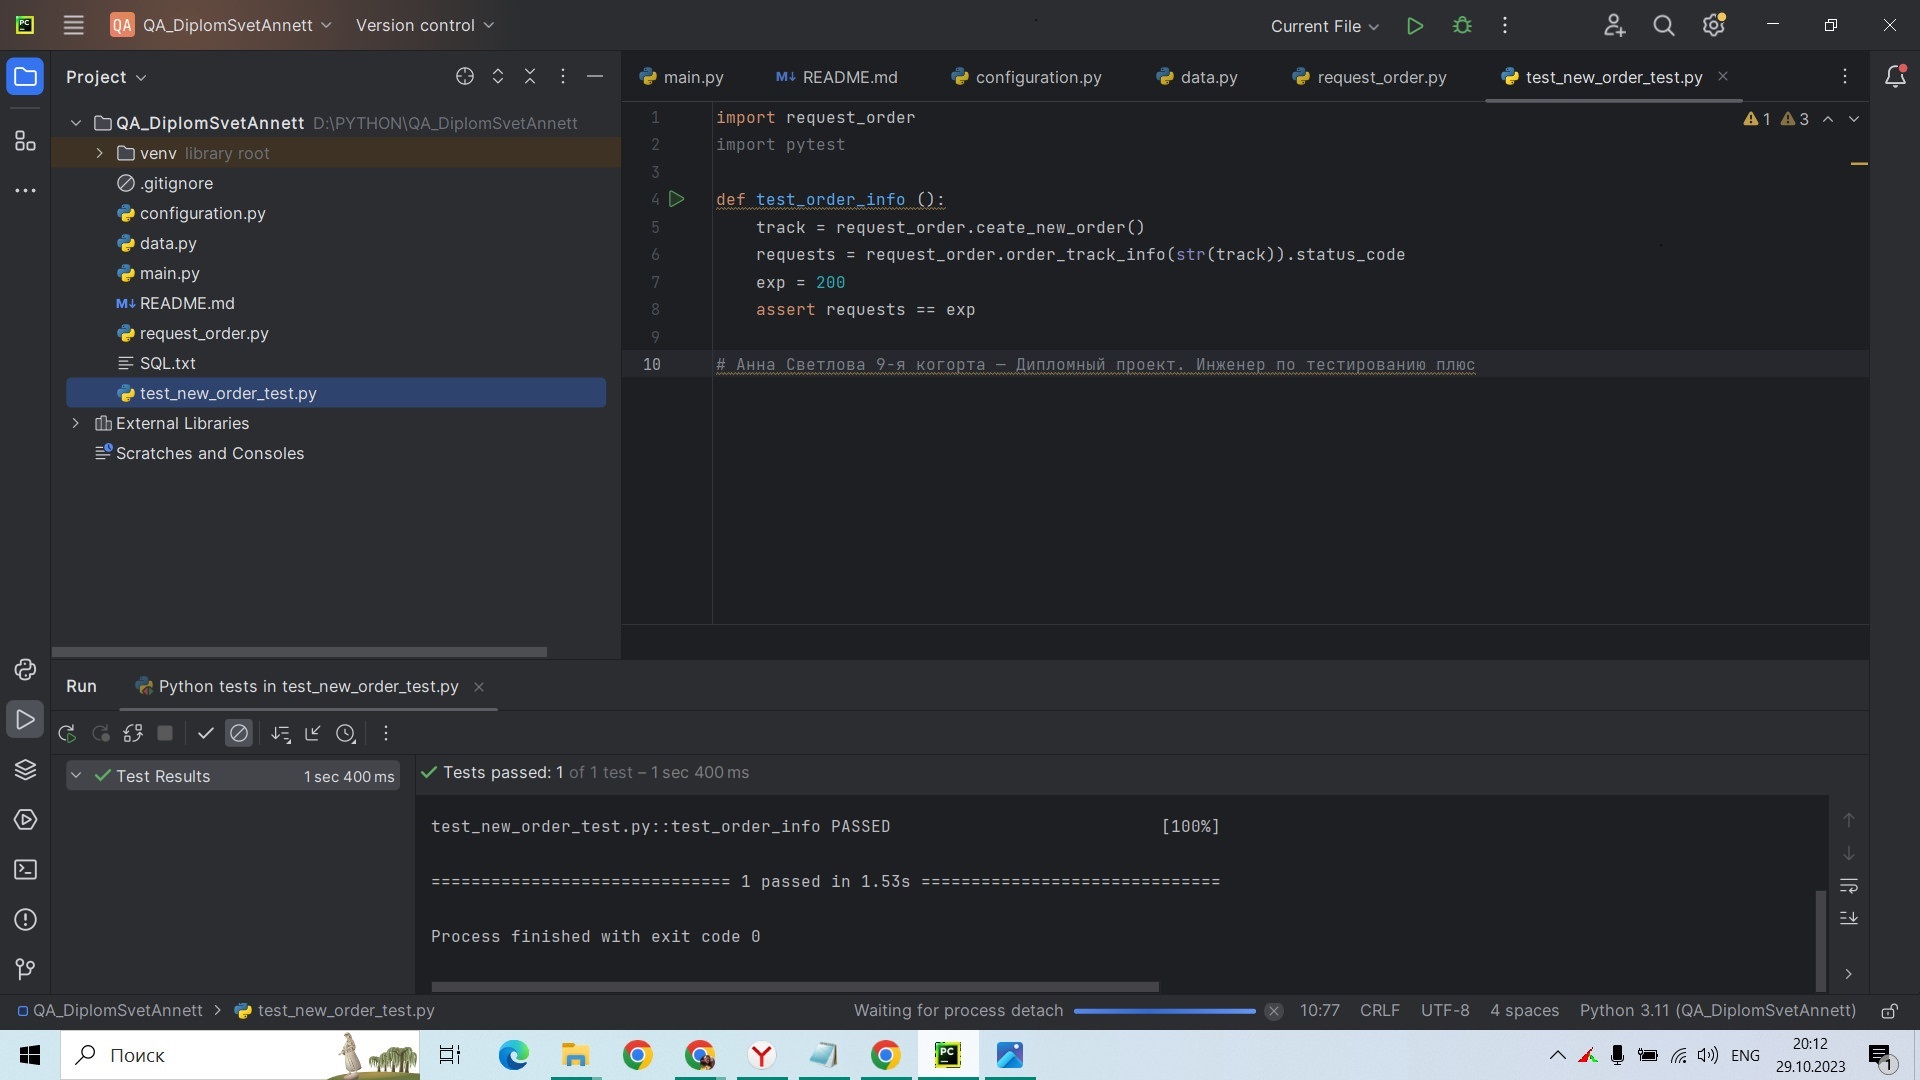 QA QA_DiplomSvetAnnett Version control Current File
Project
main.py README.md configuration.py data.py request_order.py test_new_order_test.py
QA_DiplomSvetAnnett D:\PYTHON\QA_DiplomSvetAnnett
venv library root
.gitignore
configuration.py
data.py
main.py
README.md
request_order.py
SQL.txt
test_new_order_test.py
External Libraries
Scratches and Consoles
1 import request_order
2 import pytest
3
4 def test_order_info ():
5 track = request_order.ceate_new_order()
6 requests = request_order.order_track_info(str(track)).status_code
7 exp = 200
8 assert requests == exp
9
10 # Анна Светлова 9-я когорта — Дипломный проект. Инженер по тестированию плюс
1 3
Run Python tests in test_new_order_test.py
Test Results 1 sec 400 ms
Tests passed: 1 of 1 test – 1 sec 400 ms
test_new_order_test.py::test_order_info PASSED [100%]
============================== 1 passed in 1.53s ==============================
Process finished with exit code 0
QA_DiplomSvetAnnett > test_new_order_test.py Waiting for process detach 10:77 CRLF UTF-8 4 spaces Python 3.11 (QA_DiplomSvetAnnett)
Поиск ENG 20:12
29.10.2023 1